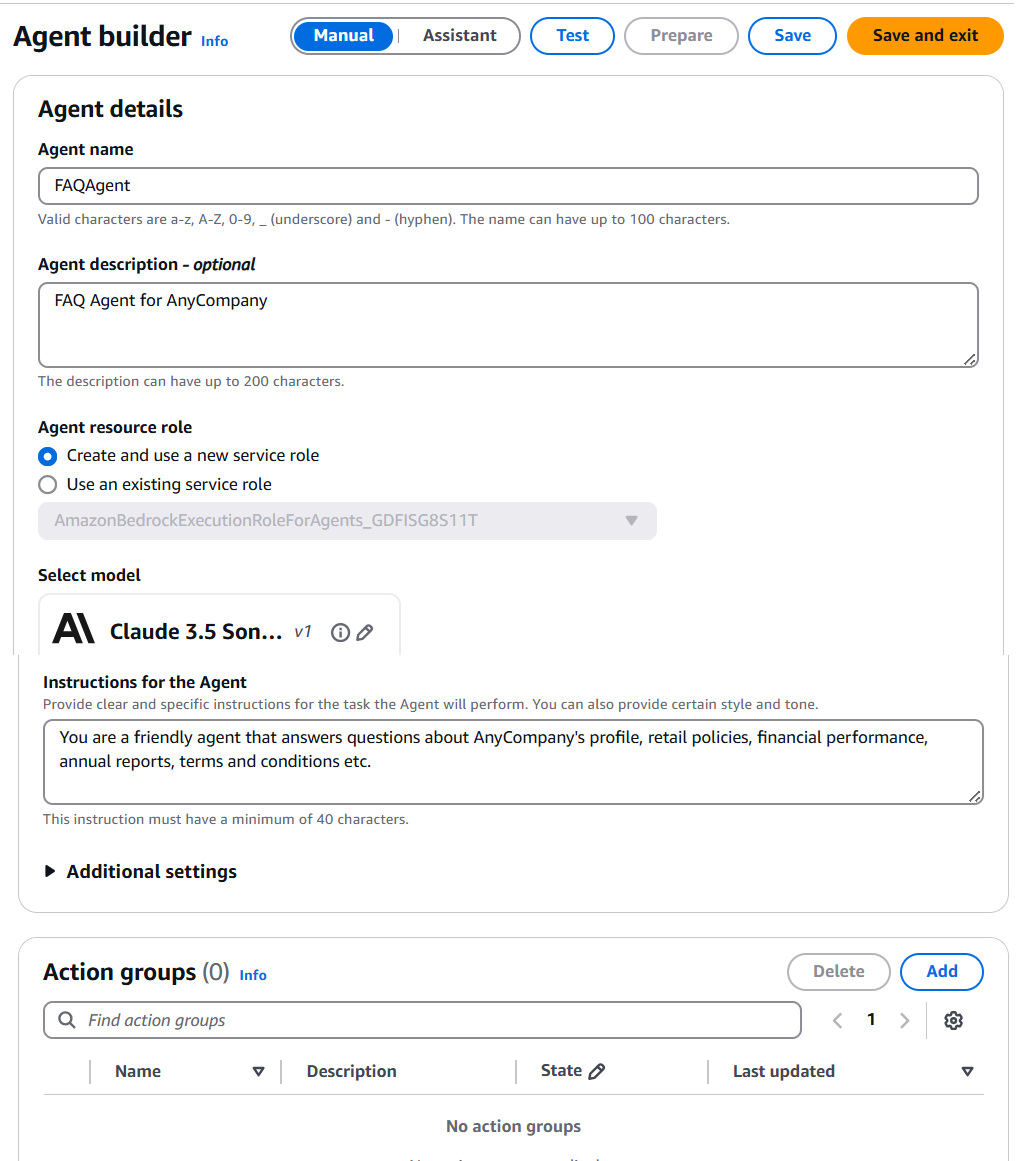 Agent builder Info Manual Assistant Test Prepare Save Save and exit
Agent details
Agent name
FAQAgent
Valid characters are a-z, A-Z, 0-9, _ (underscore) and - (hyphen). The name can have up to 100 characters.
Agent description - optional
FAQ Agent for AnyCompany
The description can have up to 200 characters.
Agent resource role
Create and use a new service role
Use an existing service role
AmazonBedrockExecutionRoleForAgents_GDFISG8S11T
Select model
Claude 3.5 Son... v1
Instructions for the Agent
Provide clear and specific instructions for the task the Agent will perform. You can also provide certain style and tone.
You are a friendly agent that answers questions about AnyCompany's profile, retail policies, financial performance,
annual reports, terms and conditions etc.
This instruction must have a minimum of 40 characters.
Additional settings
Action groups (0) Info Delete Add
Find action groups 1
Name Description State Last updated
No action groups